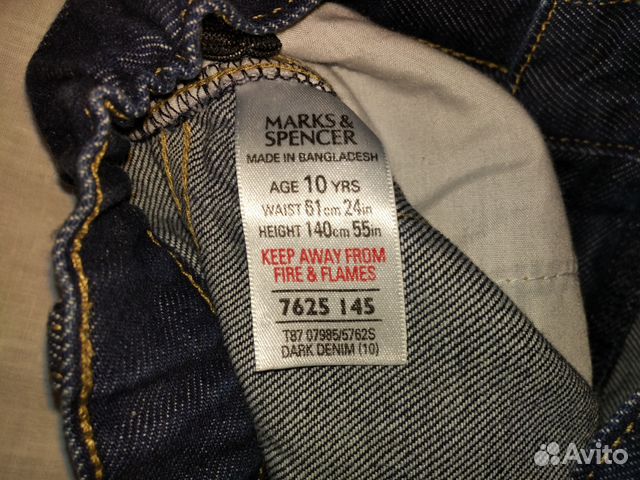 MARKS &
SPENCER
MADE IN BANGLADESH
AGE 10 YRS
WAIST 61cm 24in
HEIGHT 140cm 55in
KEEP AWAY FROM
FIRE & FLAMES
7625 145
T87 07985/5762S
DARK DENIM (10)
Avito